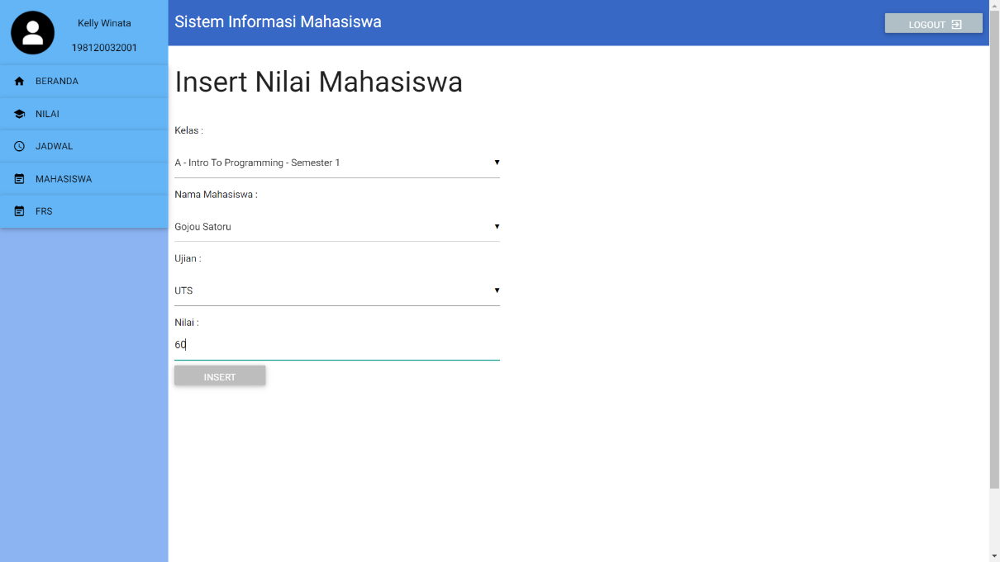 Kelly Winata
198120032001
BERANDA
NILAI
JADWAL
MAHASISWA
FRS
Sistem Informasi Mahasiswa
LOGOUT
Insert Nilai Mahasiswa
Kelas :
A - Intro To Programming - Semester 1
Nama Mahasiswa :
Gojou Satoru
Ujian :
UTS
Nilai :
60
INSERT